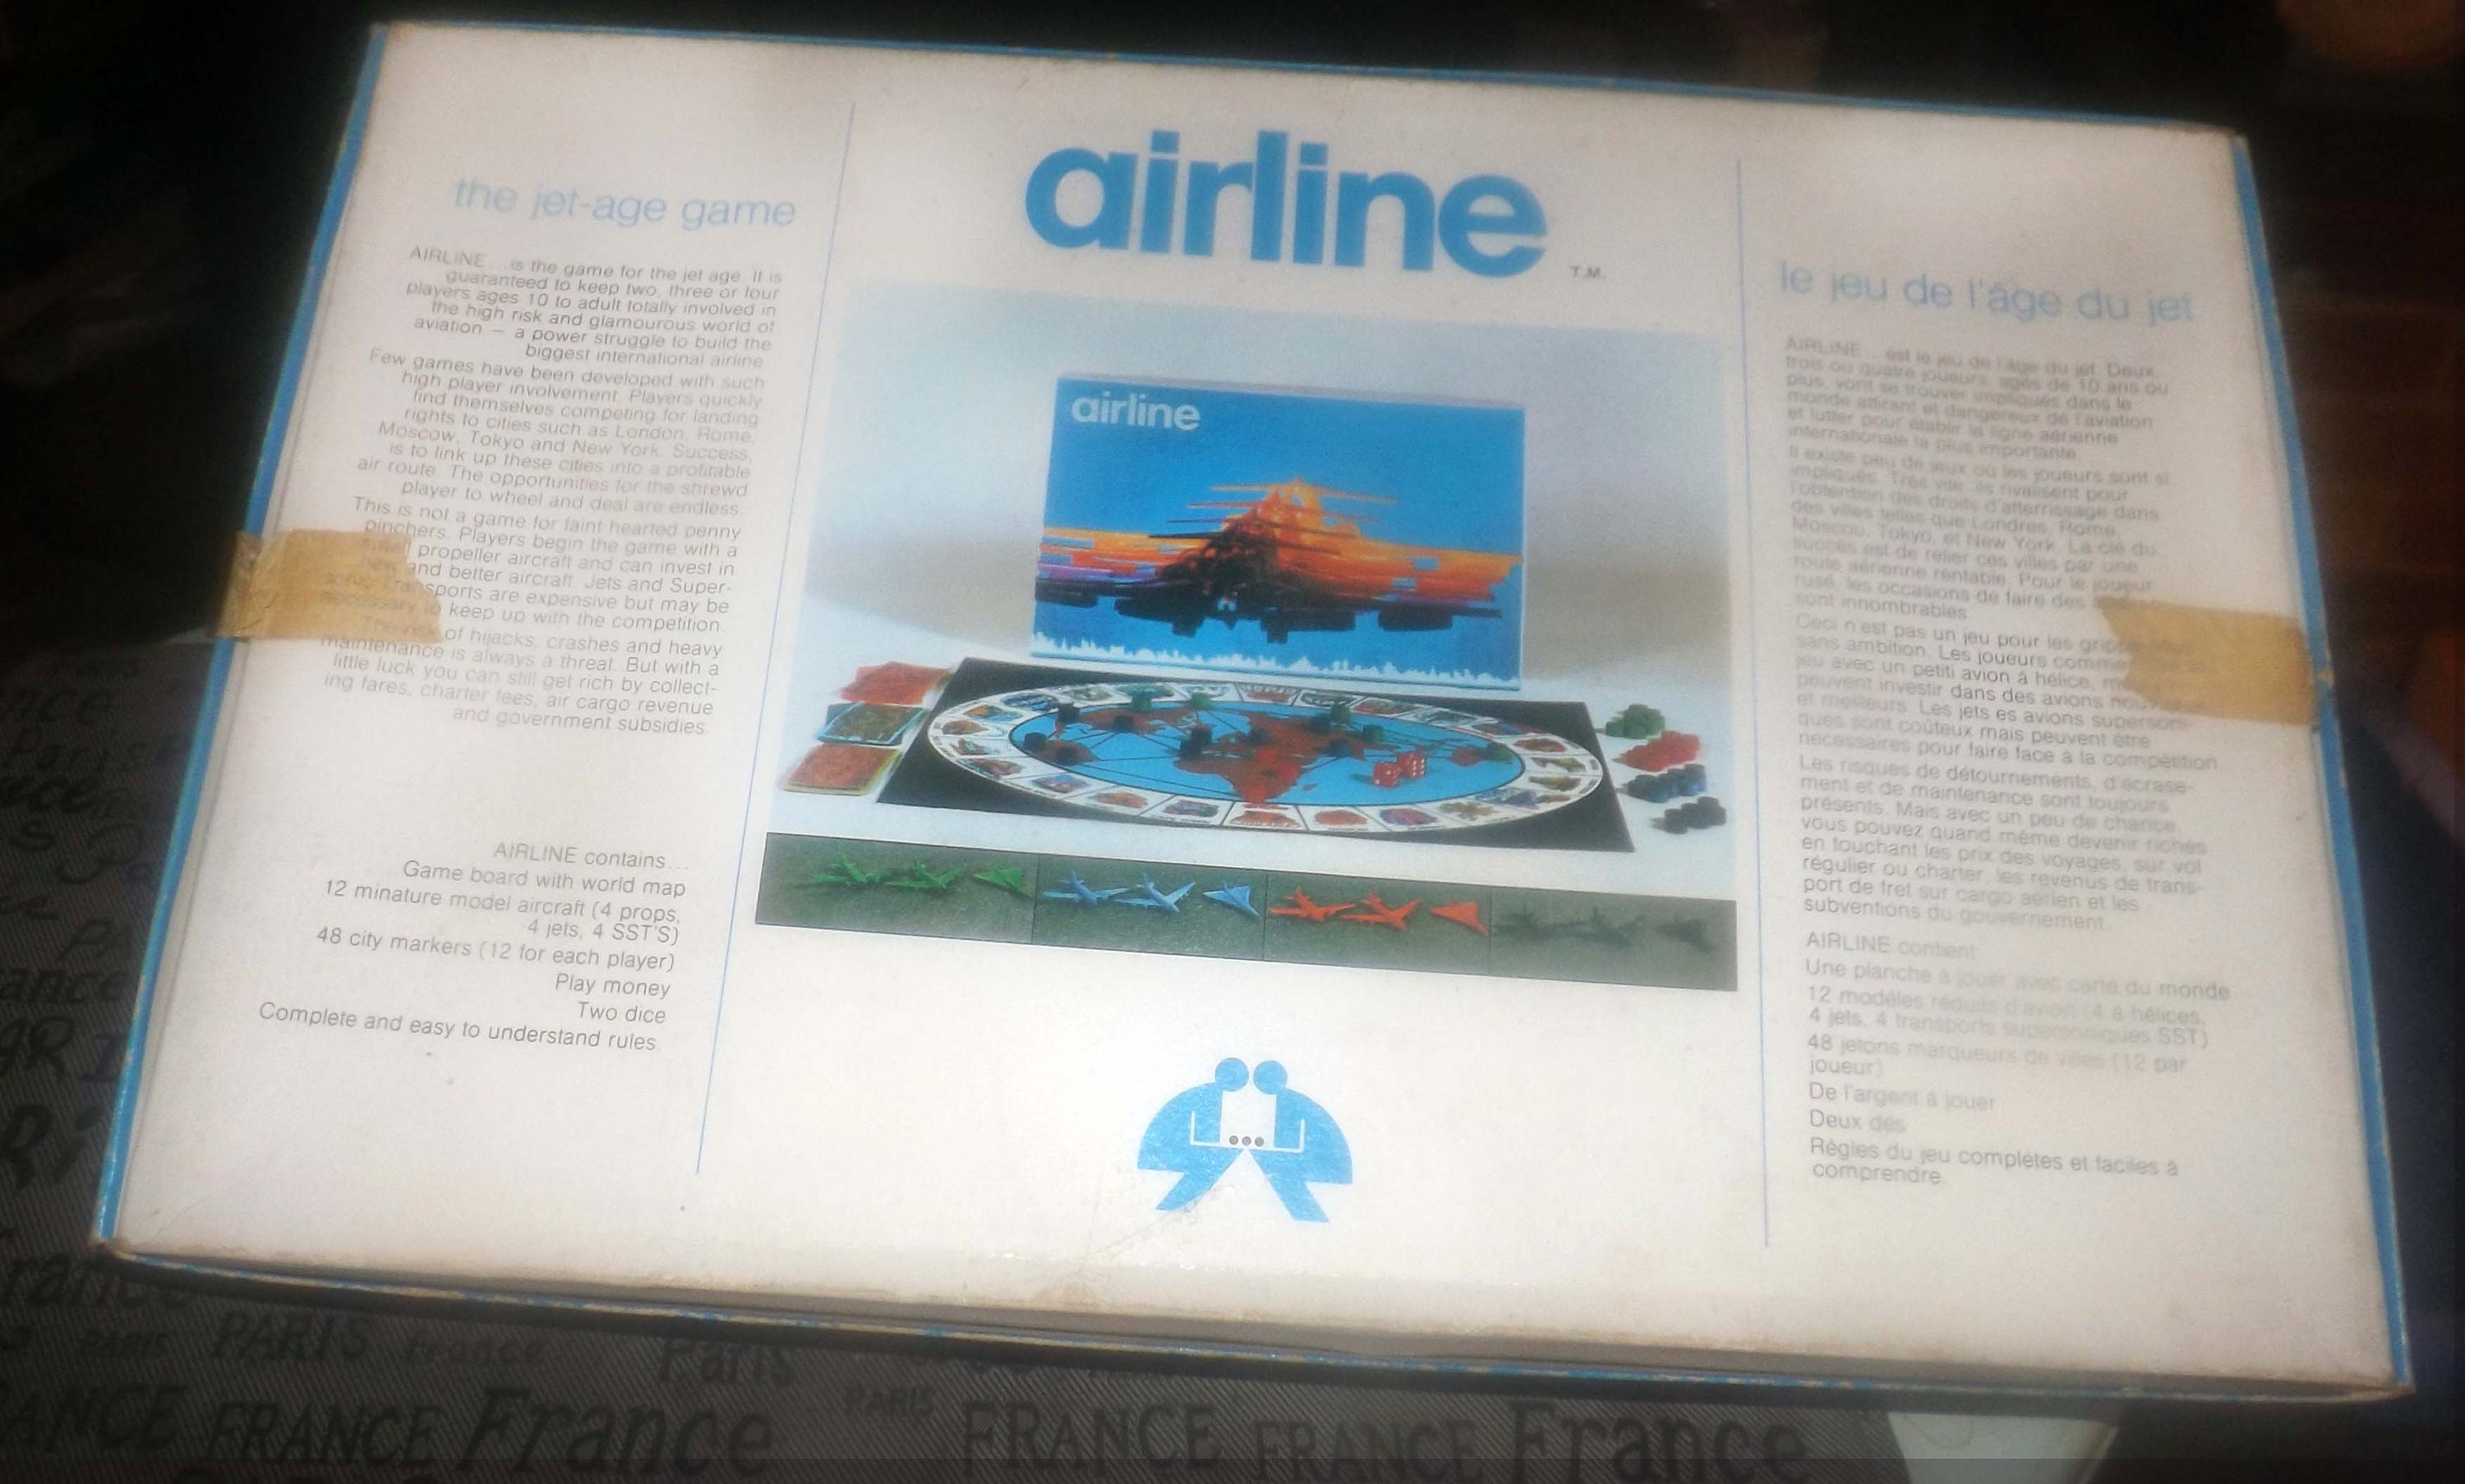 airline
T.M.
the jet-age game
AIRLINE... is the game for the jet age. It is
guaranteed to keep two, three or four
players ages 10 to adult totally involved in
the high risk and glamourous world of
aviation — a power struggle to build the
biggest international airline.
Few games have been developed with such
high player involvement. Players quickly
find themselves competing for landing
rights to cities such as London, Rome,
Moscow, Tokyo and New York. Success,
is to link up these cities into a profitable
air route. The opportunities for the shrewd
player to wheel and deal are endless.
This is not a game for faint hearted penny
pinchers. Players begin the game with a
small propeller aircraft and can invest in
new and better aircraft. Jets and Super-
sonic Transports are expensive but may be
necessary to keep up with the competition.
of hijacks, crashes and heavy
maintenance is always a threat. But with a
little luck you can still get rich by collect-
ing fares, charter fees, air cargo revenue
and government subsidies.
AIRLINE contains...
Game board with world map
12 minature model aircraft (4 props,
4 jets, 4 SST'S)
48 city markers (12 for each player)
Play money
Two dice
Complete and easy to understand rules.
airline
le jeu de l'âge du jet
AIRLINE... est le jeu de l'âge du jet. Deux,
trois ou quatre joueurs, âgés de 10 ans ou
plus, vont se trouver impliqués dans le
monde attirant et dangereux de l'aviation
et lutter pour établir la ligne aérienne
internationale la plus importante.
Il existe peu de jeux où les joueurs sont si
impliqués. Très vite, ils rivalisent pour
l'obtention des droits d'atterrissage dans
des villes telles que Londres, Rome,
Moscou, Tokyo, et New York. La clé du
succès est de relier ces villes par une
route aérienne rentable. Pour le joueur
rusé, les occasions de faire des
sont innombrables.
Ceci n'est pas un jeu pour les
sans ambition. Les joueurs
jeu avec un petiti avion à hélice,
peuvent investir dans des avions
et meilleurs. Les jets es avions superson-
iques sont coûteux mais peuvent être
nécessaires pour faire face à la compétition.
Les risques de détournements, d'écrase-
ment et de maintenance sont toujours
présents. Mais avec un peu de chance,
vous pouvez quand même devenir riches
en touchant les prix des voyages, sur vol
régulier ou charter, les revenus de trans-
port de fret sur cargo aérien et les
subventions du gouvernement.
AIRLINE contient:
Une planche à jouer avec carte du monde
12 modèles réduits d'avion (4 à hélices,
4 jets, 4 transports supersoniques SST)
48 jetons marqueurs de villes (12 par
joueur)
De l'argent à jouer
Deux dés
Règles du jeu complètes et faciles à
comprendre.
PARIS france Paris
PARIS
FRANCE France FRANCE FRANCE France